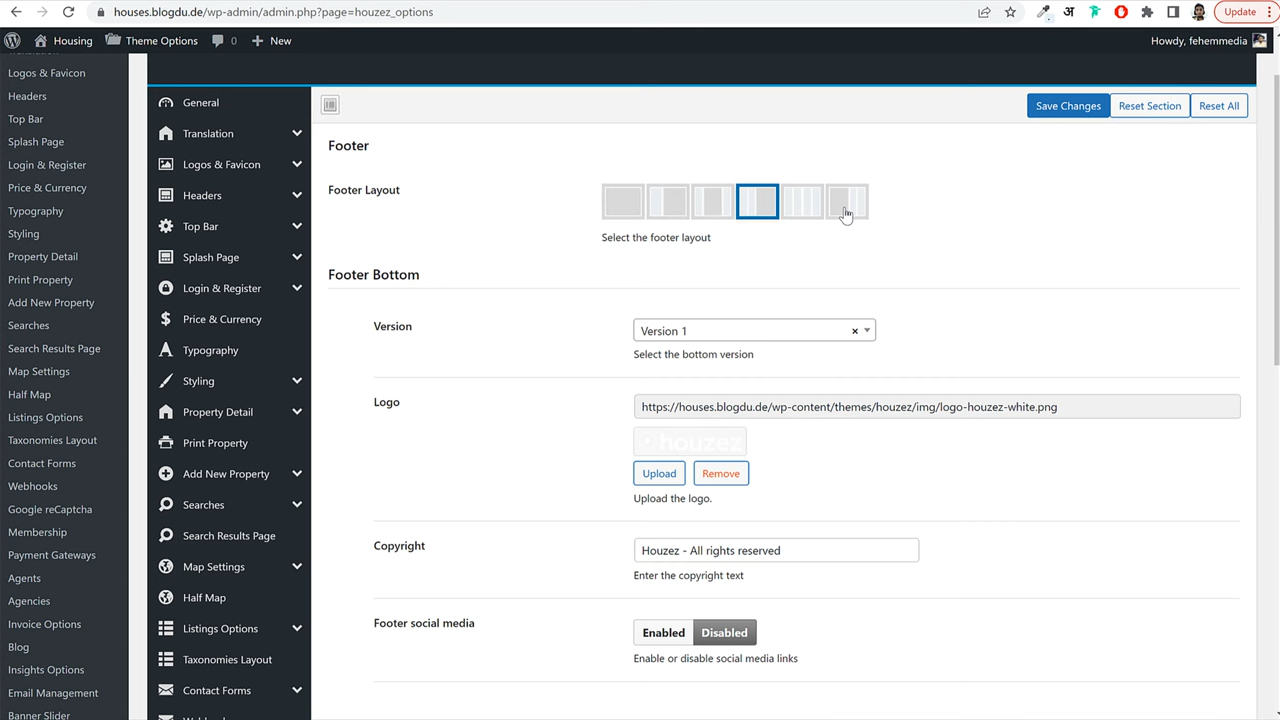 houses.blogdu.de/wp-admin/admin.php?page=houzez_options
अ
Update
Housing
Theme Options
0
New
Howdy, fehemmedia
Translation
Logos & Favicon
Headers
Top Bar
Splash Page
Login & Register
Price & Currency
Typography
Styling
Property Detail
Print Property
Add New Property
Searches
Search Results Page
Map Settings
Half Map
Listings Options
Taxonomies Layout
Contact Forms
Webhooks
Google reCaptcha
Membership
Payment Gateways
Agents
Agencies
Invoice Options
Blog
Insights Options
Email Management
Banner Slider
General
Translation
Logos & Favicon
Headers
Top Bar
Splash Page
Login & Register
Price & Currency
Typography
Styling
Property Detail
Print Property
Add New Property
Searches
Search Results Page
Map Settings
Half Map
Listings Options
Taxonomies Layout
Contact Forms
Save Changes
Reset Section
Reset All
Footer
Footer Layout
Select the footer layout
Footer Bottom
Version
Version 1
Select the bottom version
Logo
https://houses.blogdu.de/wp-content/themes/houzez/img/logo-houzez-white.png
houzez
Upload
Remove
Upload the logo.
Copyright
Houzez - All rights reserved
Enter the copyright text
Footer social media
Enabled
Disabled
Enable or disable social media links